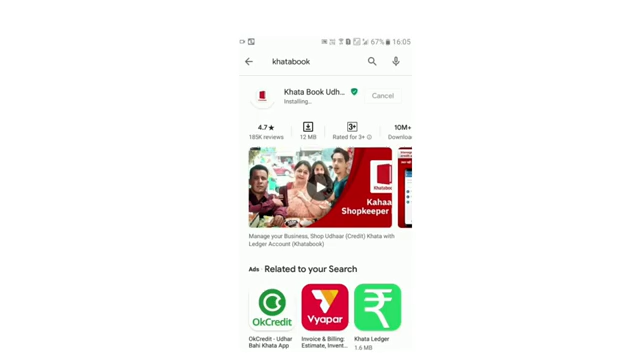 67% 16:05
khatabook
Khata Book Udh...
Installing...
Cancel
4.7★ 3+ 10M+
185K reviews 12 MB Rated for 3+ Downloa
Khatabook
Kahaa
Shopkeeper
Manage your Business, Shop Udhaar (Credit) Khata with
Ledger Account (Khatabook)
Ads · Related to your Search
OkCredit Vyapar ₹
OkCredit - Udhar Invoice & Billing: Khata Ledger
Bahi Khata App Estimate, Invent... 1.6 MB